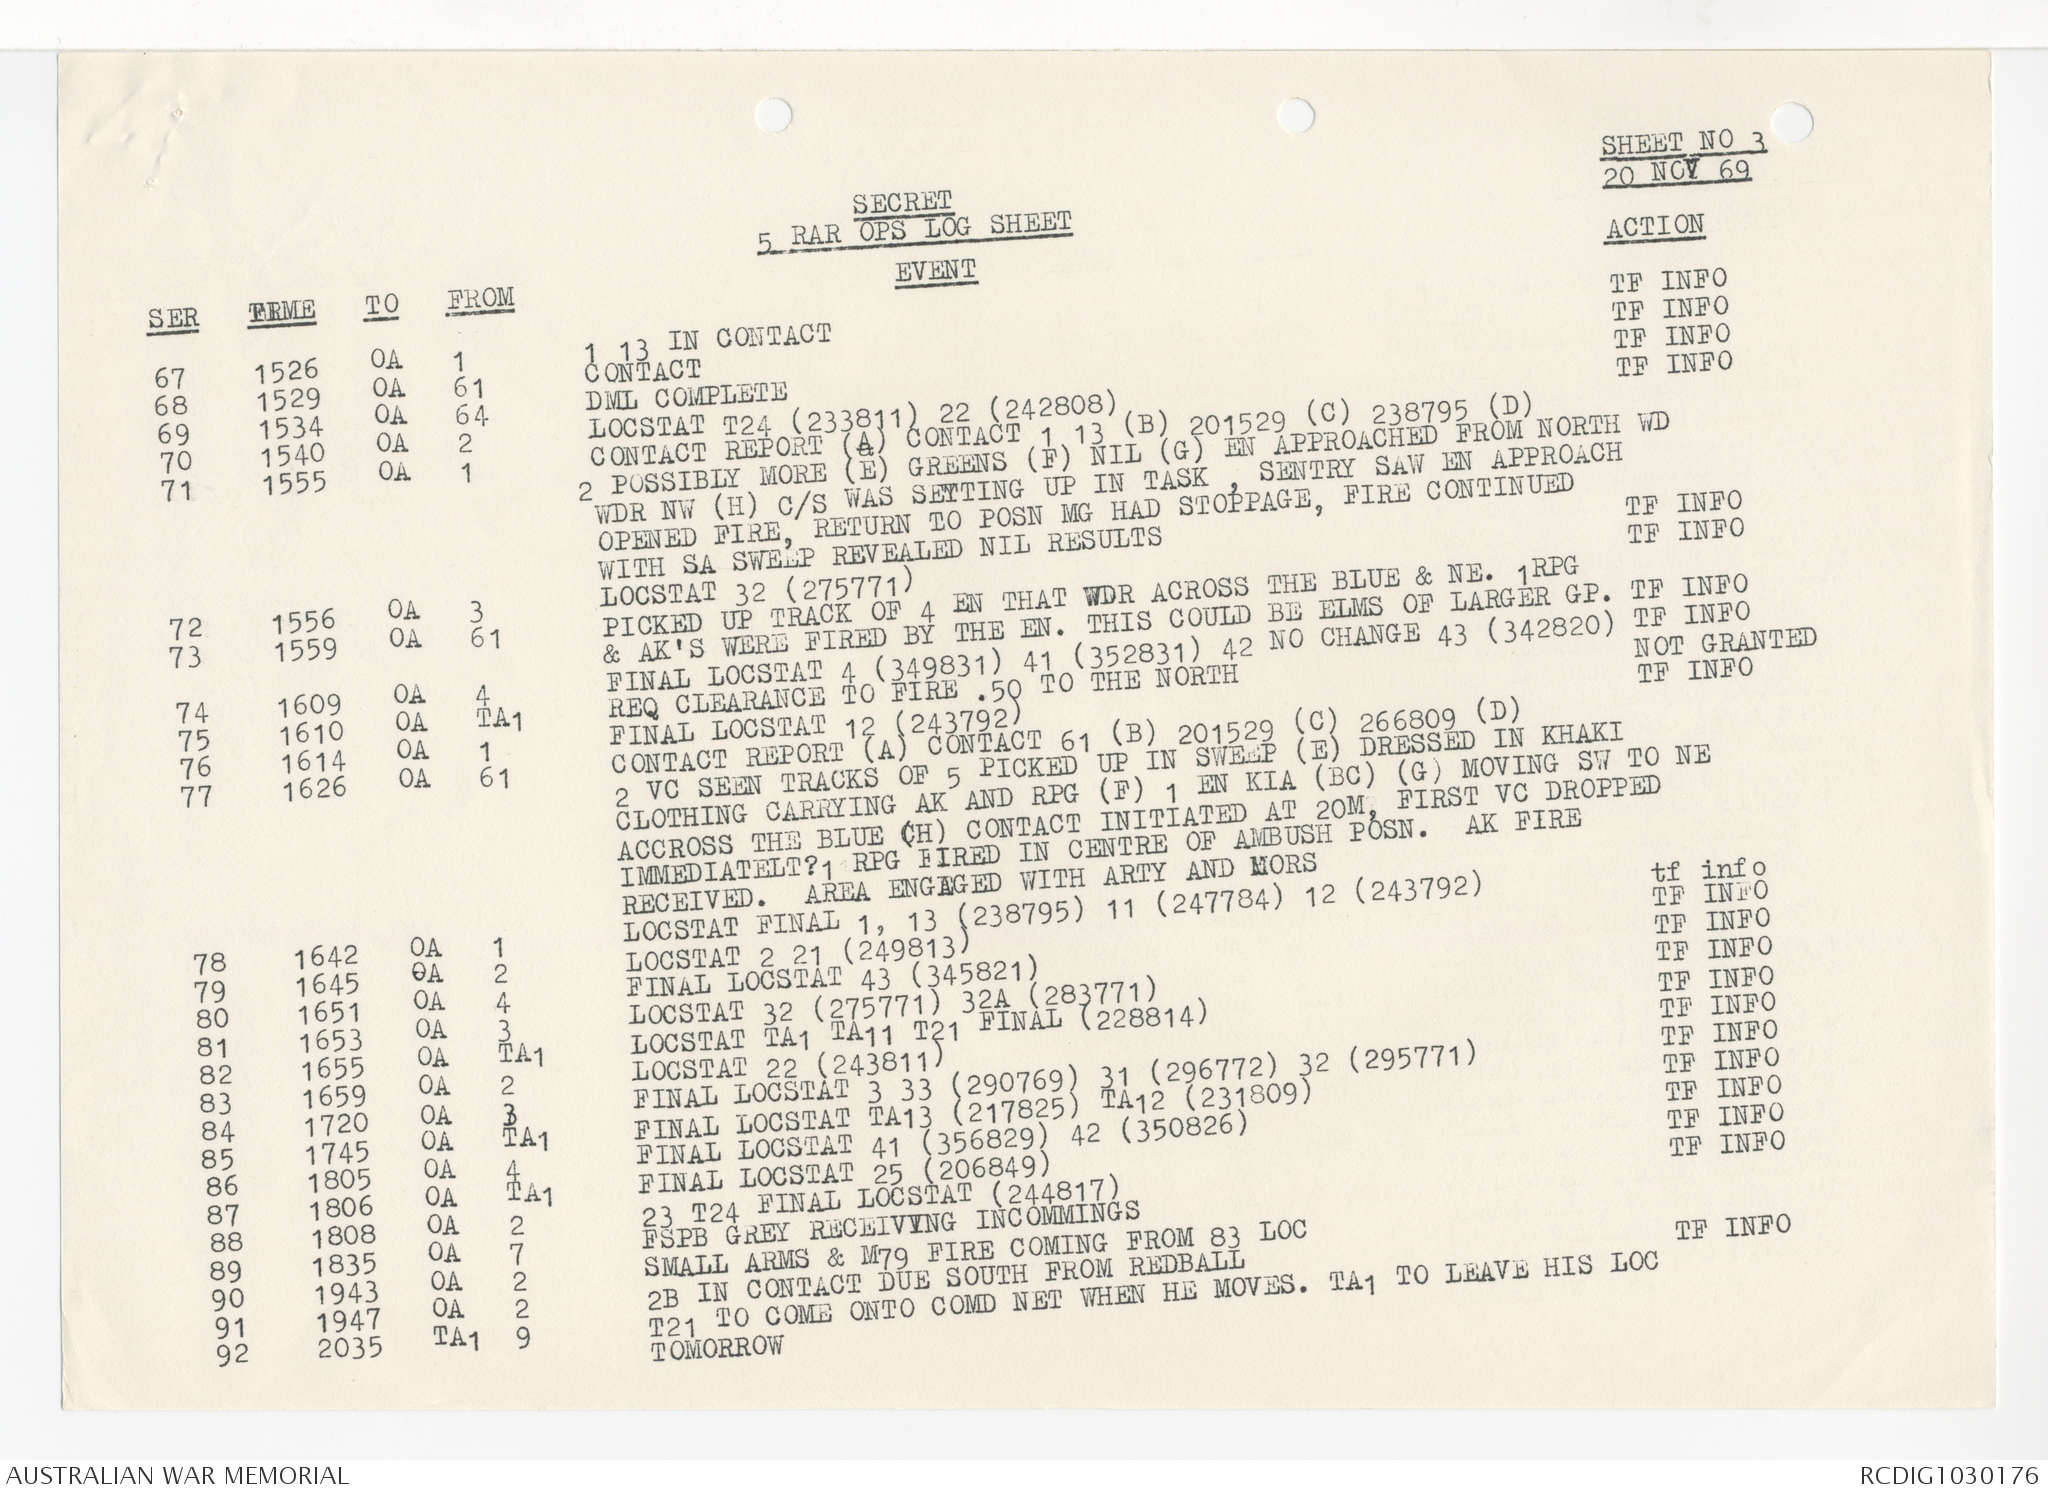 SHEET NO 3
20 NOV 69
SECRET
5 RAR OPS LOG SHEET
SER TIME TO FROM EVENT ACTION
67 1526 OA 1 1 13 IN CONTACT TF INFO
68 1529 OA 61 CONTACT TF INFO
69 1534 OA 64 DML COMPLETE TF INFO
70 1540 OA 2 LOCSTAT T24 (233811) 22 (242808) TF INFO
71 1555 OA 1 CONTACT REPORT (A) CONTACT 1 13 (B) 201529 (C) 238795 (D)
2 POSSIBLY MORE (E) GREENS (F) NIL (G) EN APPROACHED FROM NORTH WD
WDR NW (H) C/S WAS SETTING UP IN TASK , SENTRY SAW EN APPROACH
OPENED FIRE, RETURN TO POSN MG HAD STOPPAGE, FIRE CONTINUED
WITH SA SWEEP REVEALED NIL RESULTS TF INFO
72 1556 OA 3 LOCSTAT 32 (275771) TF INFO
73 1559 OA 61 PICKED UP TRACK OF 4 EN THAT WDR ACROSS THE BLUE & NE. 1RPG
& AK'S WERE FIRED BY THE EN. THIS COULD BE ELMS OF LARGER GP. TF INFO
74 1609 OA 4 FINAL LOCSTAT 4 (349831) 41 (352831) 42 NO CHANGE 43 (342820) TF INFO
75 1610 OA TA1 REQ CLEARANCE TO FIRE .50 TO THE NORTH NOT GRANTED
76 1614 OA 1 FINAL LOCSTAT 12 (243792) TF INFO
77 1626 OA 61 CONTACT REPORT (A) CONTACT 61 (B) 201529 (C) 266809 (D)
2 VC SEEN TRACKS OF 5 PICKED UP IN SWEEP (E) DRESSED IN KHAKI
CLOTHING CARRYING AK AND RPG (F) 1 EN KIA (BC) (G) MOVING SW TO NE
ACCROSS THE BLUE (H) CONTACT INITIATED AT 20M, FIRST VC DROPPED
IMMEDIATELT?1 RPG FIRED IN CENTRE OF AMBUSH POSN. AK FIRE
RECEIVED. AREA ENGAGED WITH ARTY AND MORS tf info
78 1642 OA 1 LOCSTAT FINAL 1, 13 (238795) 11 (247784) 12 (243792) TF INFO
79 1645 OA 2 LOCSTAT 2 21 (249813) TF INFO
80 1651 OA 4 FINAL LOCSTAT 43 (345821) TF INFO
81 1653 OA 3 LOCSTAT 32 (275771) 32A (283771) TF INFO
82 1655 OA TA1 LOCSTAT TA1 TA11 T21 FINAL (228814) TF INFO
83 1659 OA 2 LOCSTAT 22 (243811) TF INFO
84 1720 OA 3 FINAL LOCSTAT 3 33 (290769) 31 (296772) 32 (295771) TF INFO
85 1745 OA TA1 FINAL LOCSTAT TA13 (217825) TA12 (231809) TF INFO
86 1805 OA 4 FINAL LOCSTAT 41 (356829) 42 (350826) TF INFO
87 1806 OA TA1 FINAL LOCSTAT 25 (206849) TF INFO
88 1808 OA 2 23 T24 FINAL LOCSTAT (244817)
89 1835 OA 7 FSPB GREY RECEIVING INCOMMINGS
90 1943 OA 2 SMALL ARMS & M79 FIRE COMING FROM 83 LOC TF INFO
91 1947 OA 2 2B IN CONTACT DUE SOUTH FROM REDBALL
92 2035 TA1 9 T21 TO COME ONTO COMD NET WHEN HE MOVES. TA1 TO LEAVE HIS LOC
TOMORROW
AUSTRALIAN WAR MEMORIAL RCDIG1030176